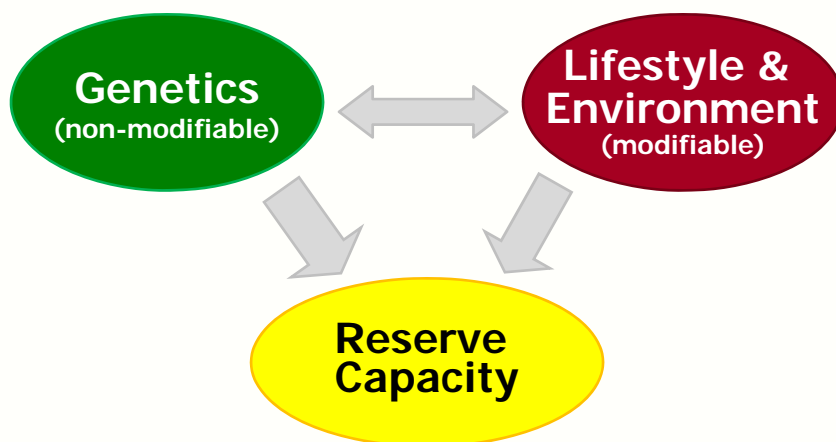 Genetics
(non-modifiable)
Lifestyle &
Environment
(modifiable)
Reserve
Capacity